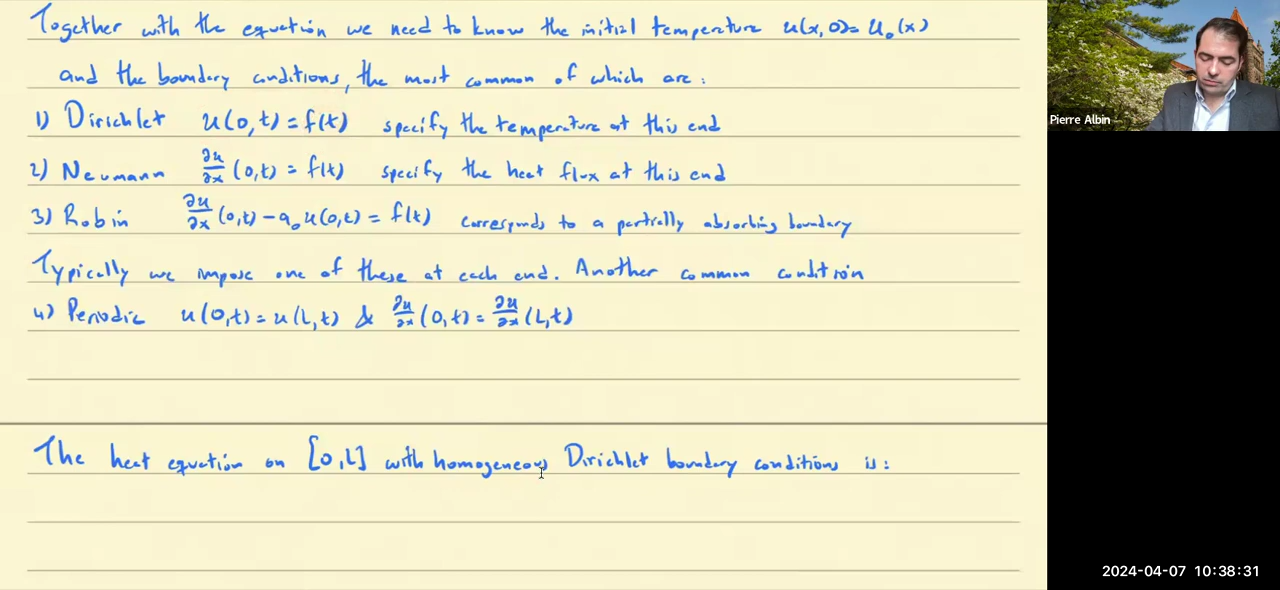 Together with the equation we need to know the initial temperature u(x,0)=u₀(x)
and the boundary conditions, the most common of which are:
1) Dirichlet u(0,t)=f(t) specify the temperature at this end
2) Neumann ∂u/∂x (0,t) = f(t) specify the heat flux at this end
3) Robin ∂u/∂x (0,t) - a₀ u(0,t) = f(t) corresponds to a partially absorbing boundary
Typically we impose one of these at each end. Another common condition
4) Periodic u(0,t)=u(L,t) & ∂u/∂x (0,t) = ∂u/∂x (L,t)
The heat equation on [0,L] with homogeneous Dirichlet boundary conditions is:
Pierre Albin
2024-04-07 10:38:31